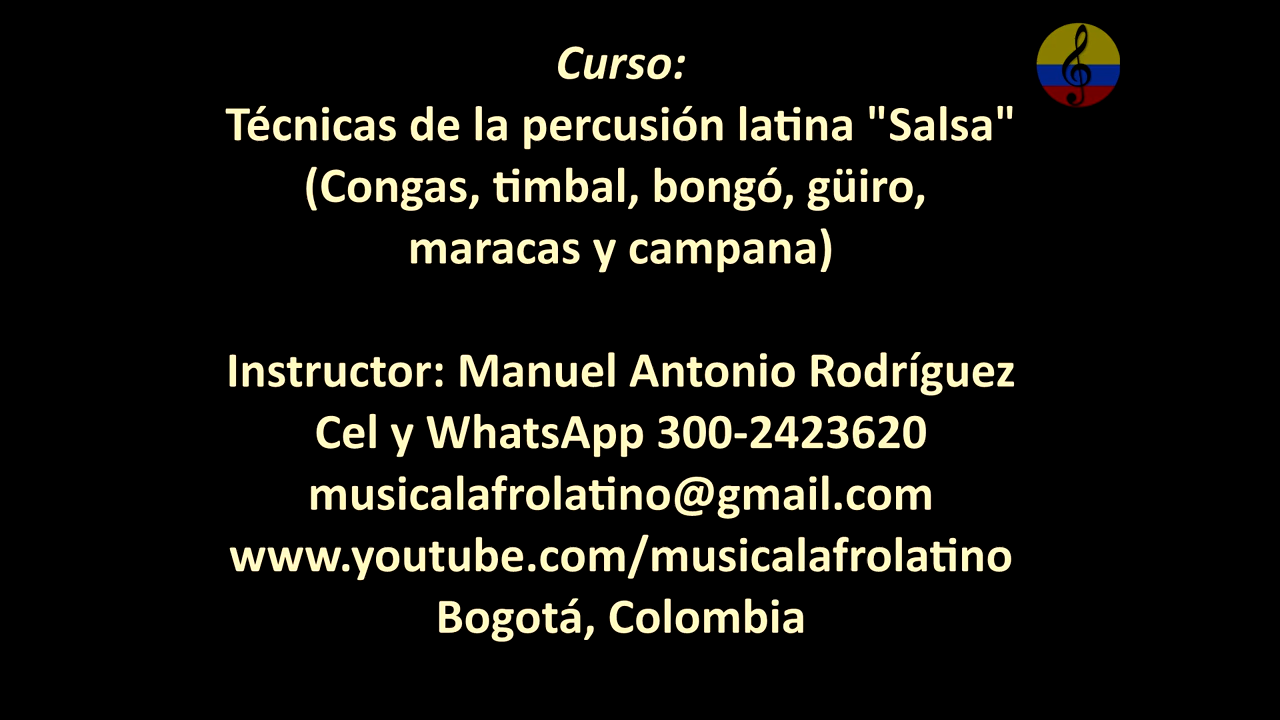 Curso:
Técnicas de la percusión latina "Salsa"
(Congas, timbal, bongó, güiro,
maracas y campana)
Instructor: Manuel Antonio Rodríguez
Cel y WhatsApp 300-2423620
musicalafrolatino@gmail.com
www.youtube.com/musicalafrolatino
Bogotá, Colombia